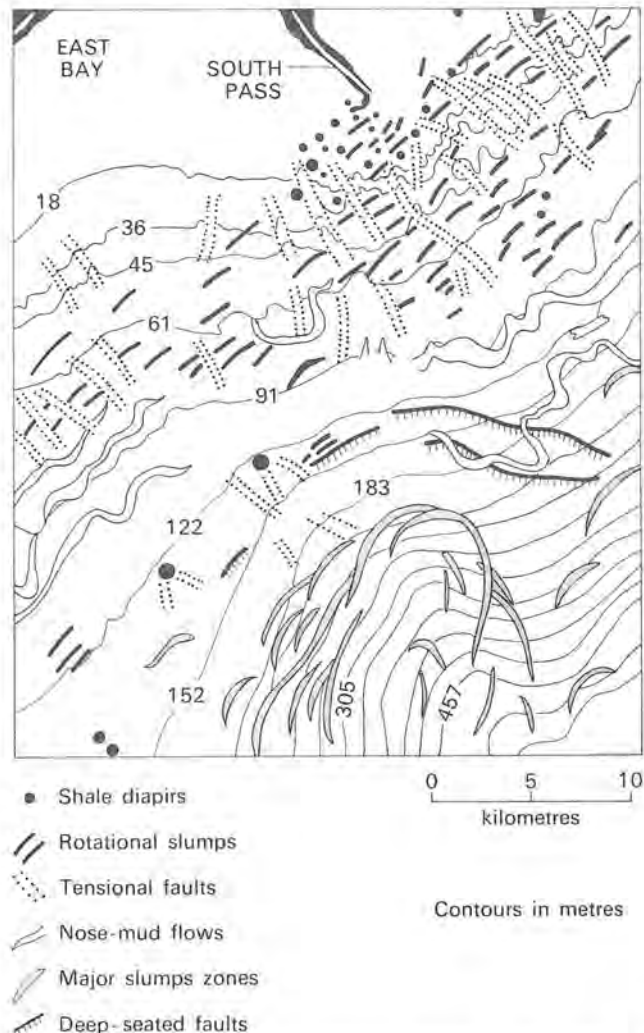 EAST
BAY
SOUTH
PASS
18
36
45
61
91
183
122
152
305
457
Shale diapirs
Rotational slumps
Tensional faults
Nose-mud flows
Major slumps zones
Deep-seated faults
0 5 10
kilometres
Contours in metres